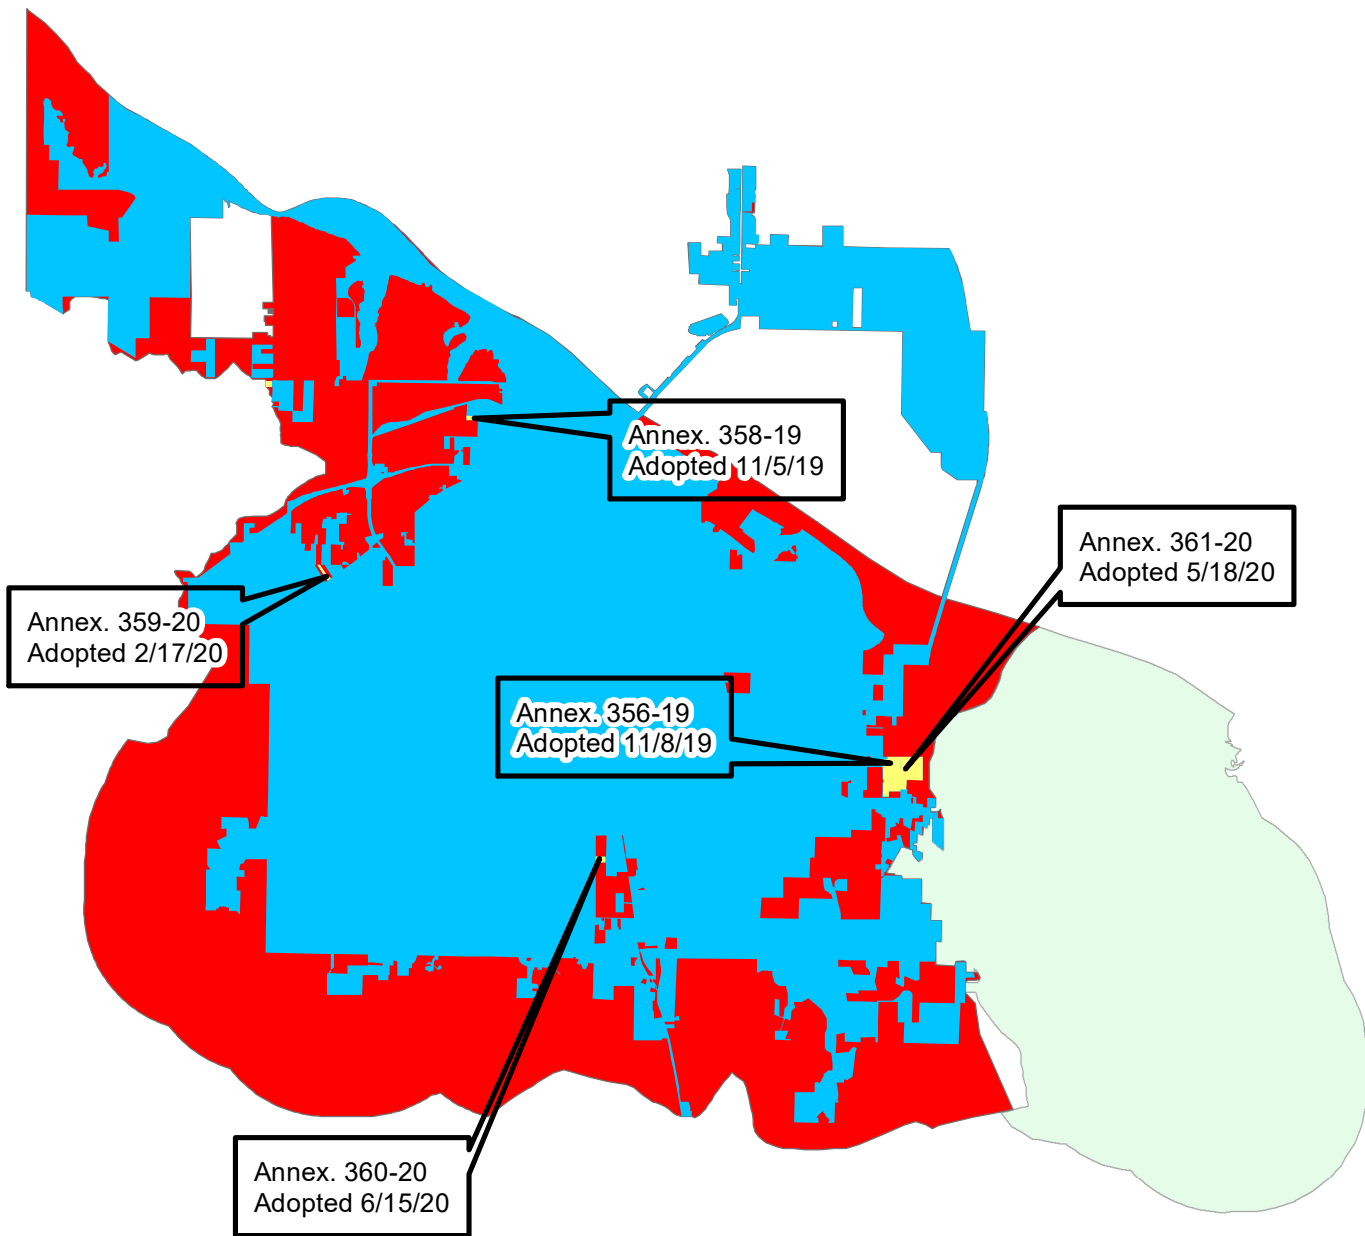 Annex. 358-19
Adopted 11/5/19
Annex. 361-20
Adopted 5/18/20
Annex. 359-20
Adopted 2/17/20
Annex. 356-19
Adopted 11/8/19
Annex. 360-20
Adopted 6/15/20